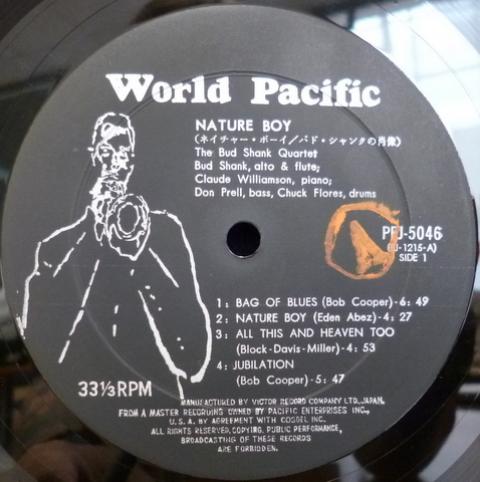 World Pacific
NATURE BOY
(ネイチャー・ボーイ/バド・シャンクの肖像)
The Bud Shank Quartet
Bud Shank, alto & flute;
Claude Williamson, piano;
Don Prell, bass, Chuck Flores, drums
PFJ-5046
(PJ-1215-A)
SIDE 1
1: BAG OF BLUES (Bob Cooper)-6: 49
2: NATURE BOY (Eden Abez)-4: 27
3: ALL THIS AND HEAVEN TOO
(Block-Davis-Miller)-4: 53
4: JUBILATION
(Bob Cooper)-5: 47
33⅓RPM
MANUFACTURED BY VICTOR RECORD COMPANY LTD., JAPAN.
FROM A MASTER RECORDING OWNED BY PACIFIC ENTERPRISES INC.,
U.S.A. BY AGREEMENT WITH COSDEL INC.
ALL RIGHTS RESERVED, COPYING, PUBLIC PERFORMANCE,
BROADCASTING OF THESE RECORDS
ARE FORBIDDEN.